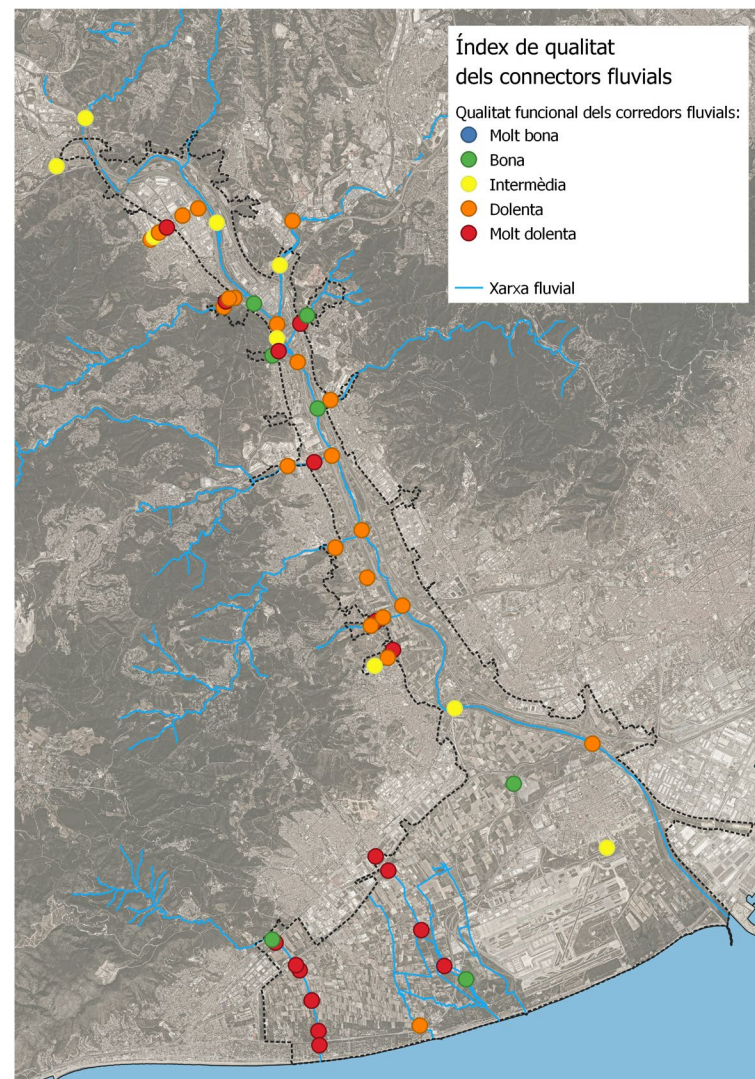 Índex de qualitat
dels connectors fluvials
Qualitat funcional dels corredors fluvials:
Molt bona
Bona
Intermèdia
Dolenta
Molt dolenta
Xarxa fluvial